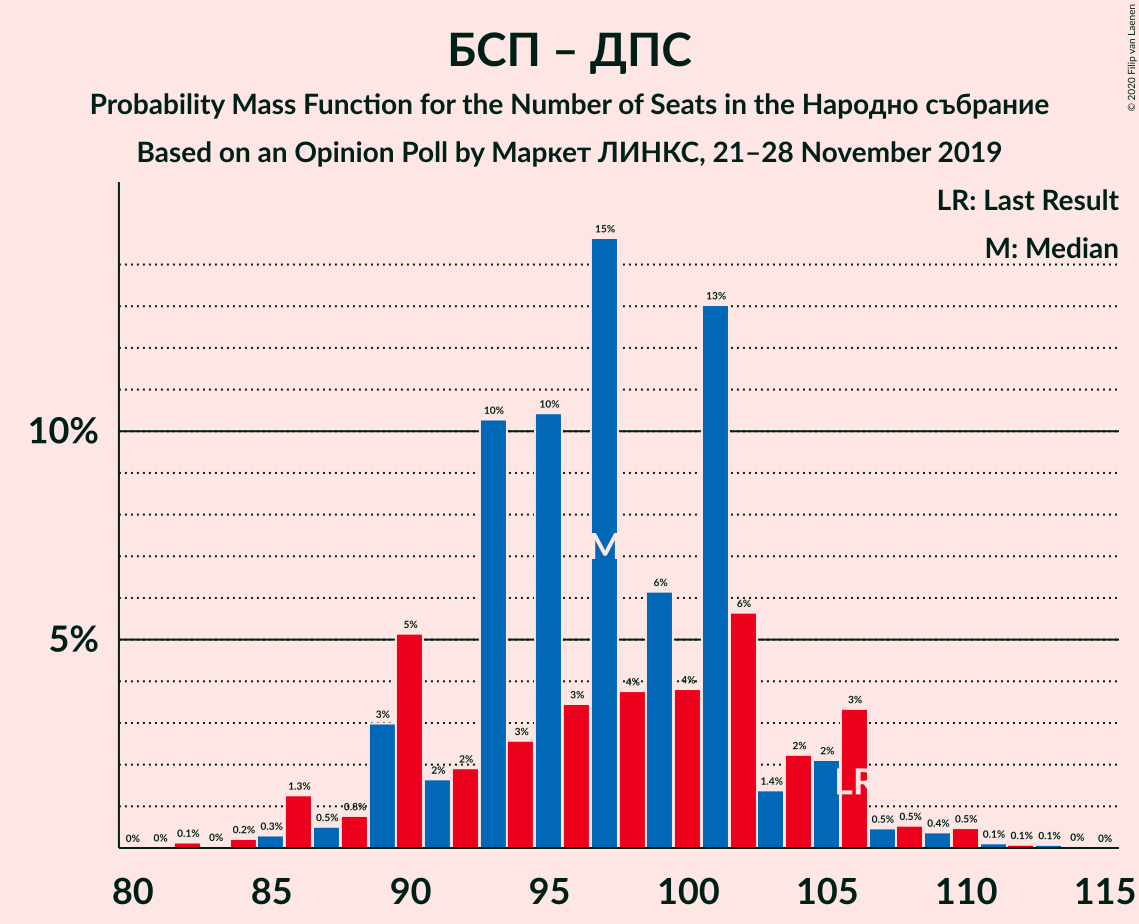 БСП – ДПС
Probability Mass Function for the Number of Seats in the Народно събрание
Based on an Opinion Poll by Маркет ЛИНКС, 21–28 November 2019
© 2020 Filip van Laenen
LR: Last Result
M: Median
10%
5%
0% 0% 0.1% 0% 0.2% 0.3% 1.3% 0.5% 0.8% 3% 5% 2% 2% 10% 3% 10% 3% 15% 4% 6% 4% 13% 6% 1.4% 2% 2% 3% 0.5% 0.5% 0.4% 0.5% 0.1% 0.1% 0.1% 0% 0%
M
LR
80 85 90 95 100 105 110 115